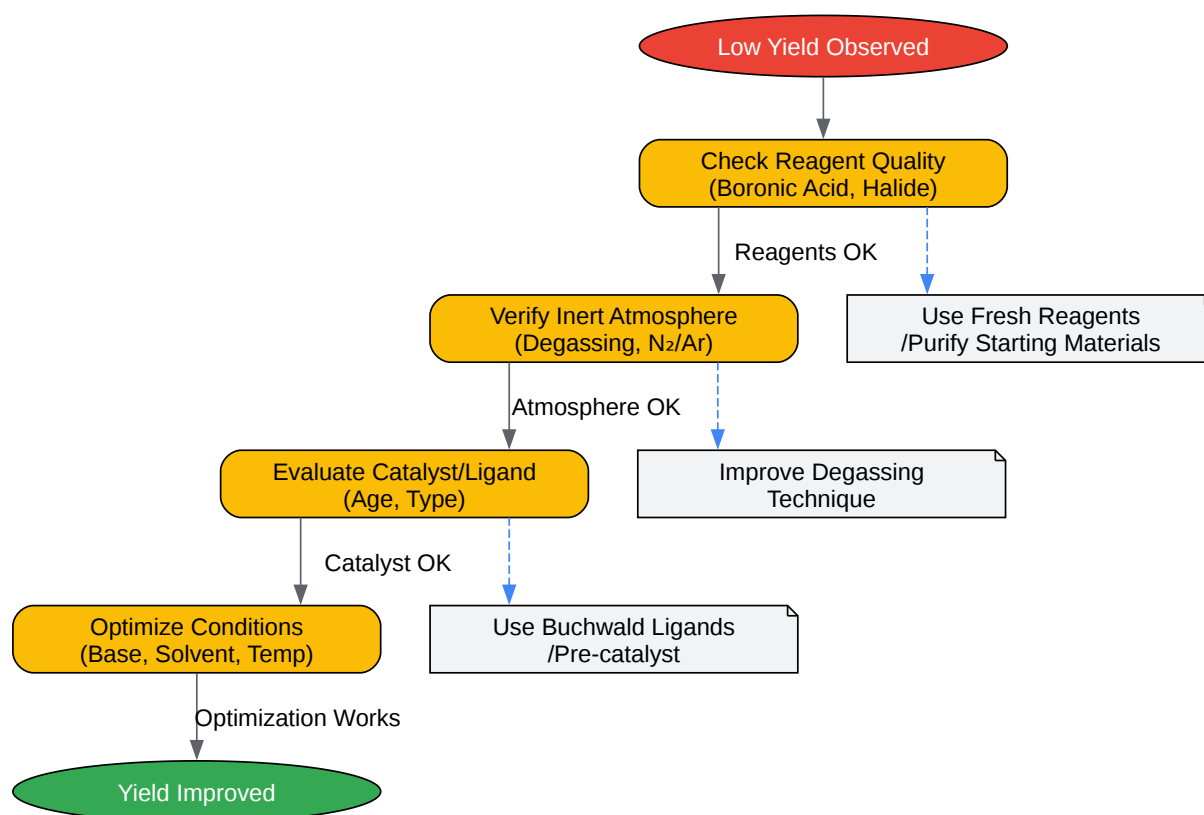 Low Yield Observed
Check Reagent Quality
(Boronic Acid, Halide)
Reagents OK
Verify Inert Atmosphere
(Degassing, N₂/Ar)
Use Fresh Reagents
/Purify Starting Materials
Atmosphere OK
Evaluate Catalyst/Ligand
(Age, Type)
Improve Degassing
Technique
Catalyst OK
Optimize Conditions
(Base, Solvent, Temp)
Use Buchwald Ligands
/Pre-catalyst
Optimization Works
Yield Improved